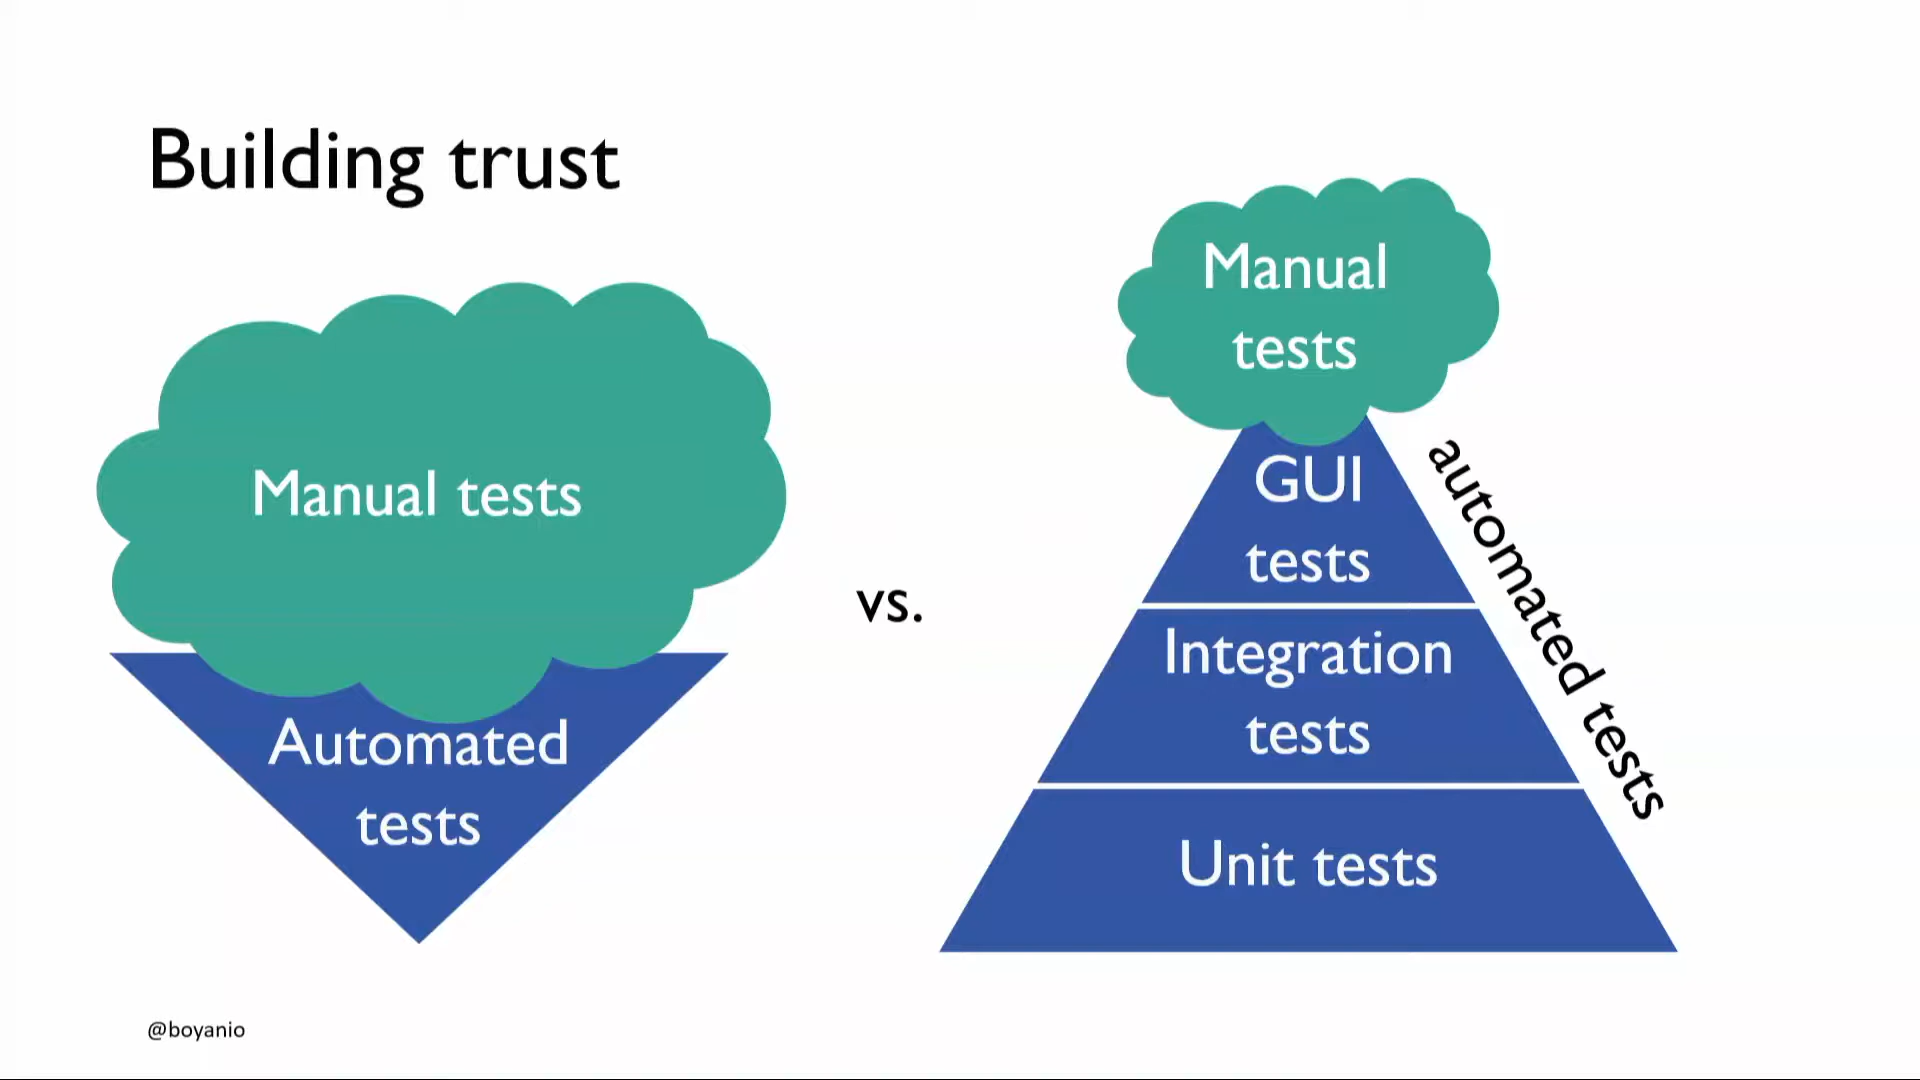 Building trust
Manual tests
Automated
tests
vs.
Manual
tests
GUI
tests
Integration
tests
Unit tests
automated tests
@boyanio